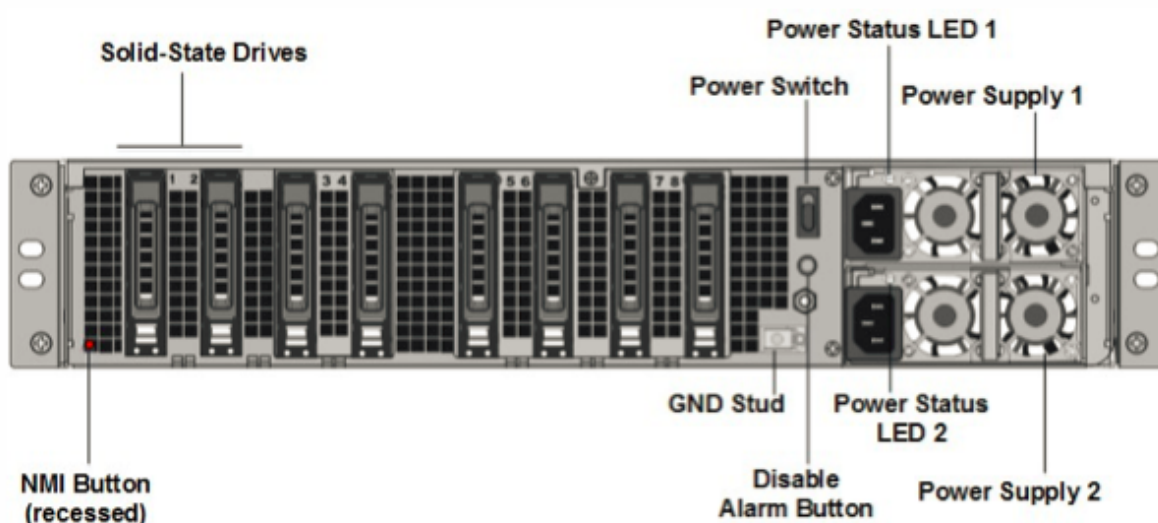 Power Status LED 1
Solid-State Drives
Power Switch
Power Supply 1
1 2
3 4
5 6
7 8
GND Stud
Power Status
LED 2
NMI Button
(recessed)
Disable
Alarm Button
Power Supply 2